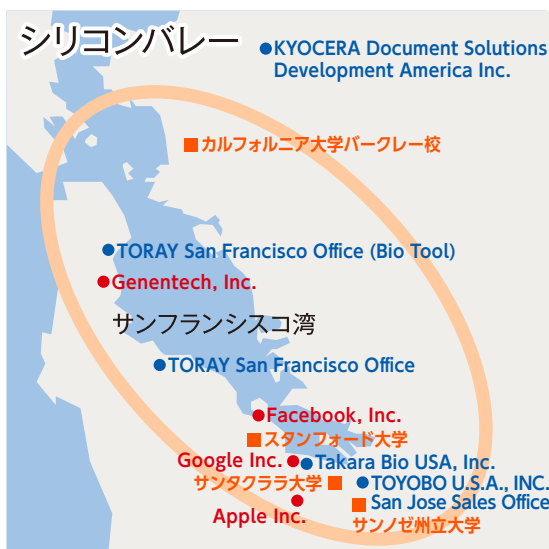 シリコンバレー
KYOCERA Document Solutions
Development America Inc.
カルフォルニア大学バークレー校
TORAY San Francisco Office (Bio Tool)
Genentech, Inc.
サンフランシスコ湾
TORAY San Francisco Office
Facebook, Inc.
スタンフォード大学
Google Inc.
Takara Bio USA, Inc.
サンタクララ大学
TOYOBO U.S.A., INC.
San Jose Sales Office
Apple Inc.
サンノゼ州立大学